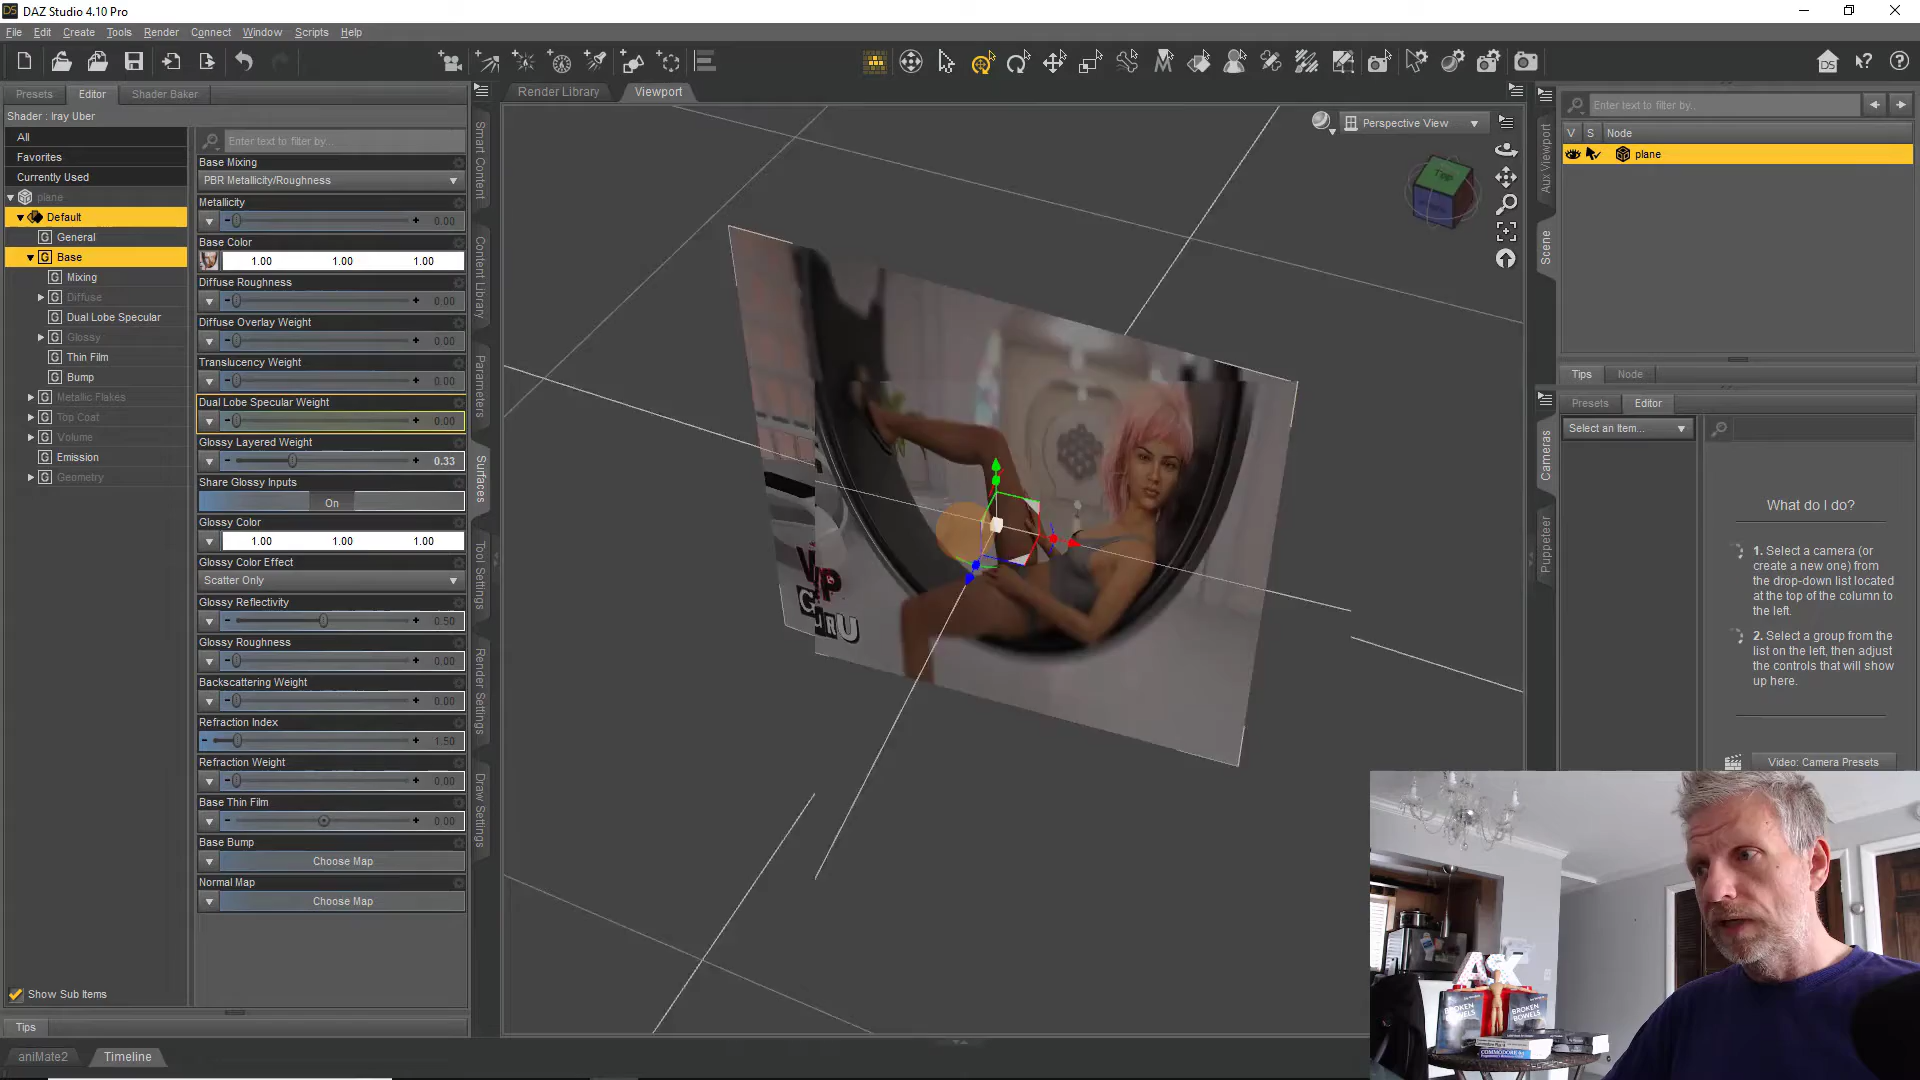 DAZ Studio 4.10 Pro
File Edit Create Tools Render Connect Window Scripts Help
Presets Editor Shader Baker
Shader : Iray Uber
All
Favorites
Currently Used
plane
Default
General
Base
Mixing
Diffuse
Dual Lobe Specular
Glossy
Thin Film
Bump
Metallic Flakes
Top Coat
Volume
Emission
Geometry
Show Sub Items
Tips
aniMate2 Timeline
Enter text to filter by...
Base Mixing
PBR Metallicity/Roughness
Metallicity
0.00
Base Color
1.00 1.00 1.00
Diffuse Roughness
0.00
Diffuse Overlay Weight
0.00
Translucency Weight
0.00
Dual Lobe Specular Weight
0.00
Glossy Layered Weight
0.33
Share Glossy Inputs
On
Glossy Color
1.00 1.00 1.00
Glossy Color Effect
Scatter Only
Glossy Reflectivity
0.50
Glossy Roughness
0.00
Backscattering Weight
0.00
Refraction Index
1.50
Refraction Weight
0.00
Base Thin Film
0.00
Base Bump
Choose Map
Normal Map
Choose Map
Smart Content
Content Library
Parameters
Surfaces
Tool Settings
Render Settings
Draw Settings
Render Library Viewport
Perspective View
Top
Aux Viewport
Scene
Cameras
Puppeteer
Enter text to filter by...
V S Node
plane
Tips Node
Presets Editor
Select an Item...
What do I do?
1. Select a camera (or
create a new one) from
the drop-down list located
at the top of the column to
the left.
2. Select a group from the
list on the left, then adjust
the controls that will show
up here.
Video: Camera Presets
BROKEN
BOWELS
BROKEN
BOWELS
COMMODORE 64